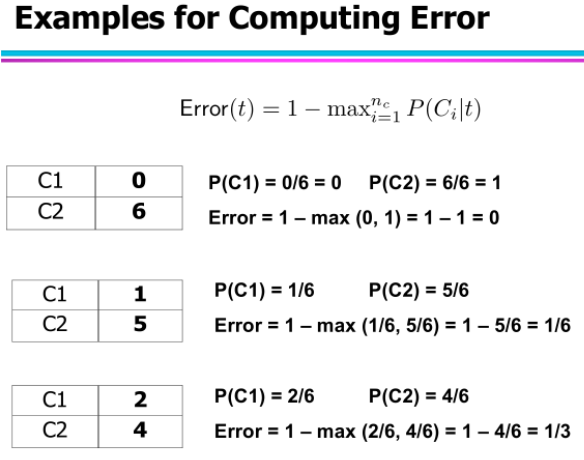 Examples for Computing Error
Error(t) = 1 − max_{i=1}^{n_c} P(C_i|t)
C1 0
C2 6
P(C1) = 0/6 = 0 P(C2) = 6/6 = 1
Error = 1 – max (0, 1) = 1 – 1 = 0
C1 1
C2 5
P(C1) = 1/6 P(C2) = 5/6
Error = 1 – max (1/6, 5/6) = 1 – 5/6 = 1/6
C1 2
C2 4
P(C1) = 2/6 P(C2) = 4/6
Error = 1 – max (2/6, 4/6) = 1 – 4/6 = 1/3